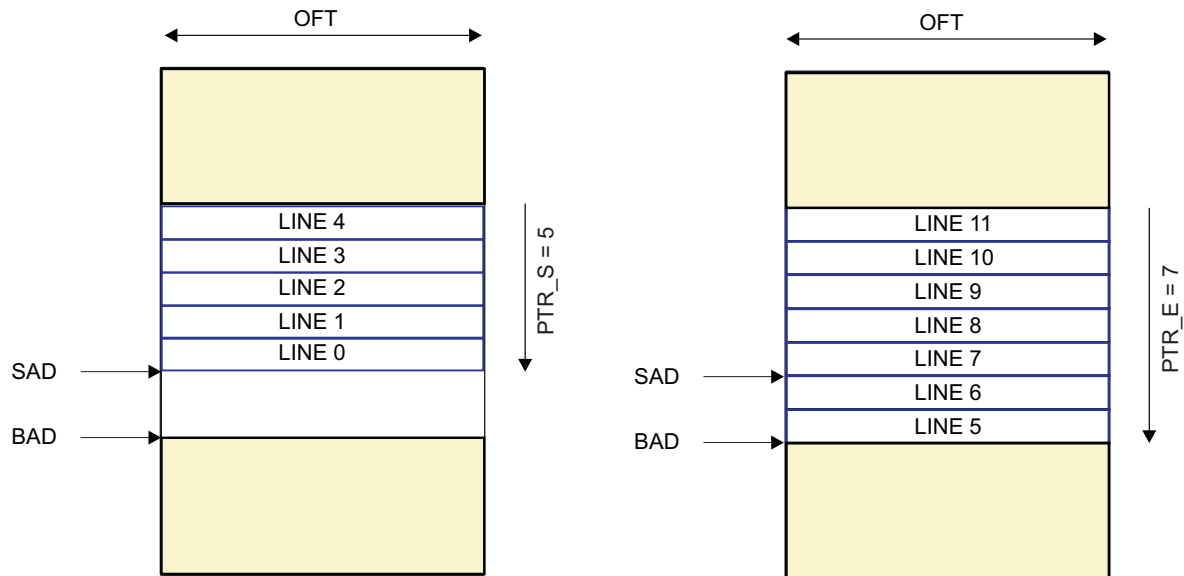 OFT
LINE 4
LINE 3
LINE 2
LINE 1
LINE 0
PTR_S = 5
SAD
BAD
OFT
LINE 11
LINE 10
LINE 9
LINE 8
LINE 7
LINE 6
LINE 5
PTR_E = 7
SAD
BAD